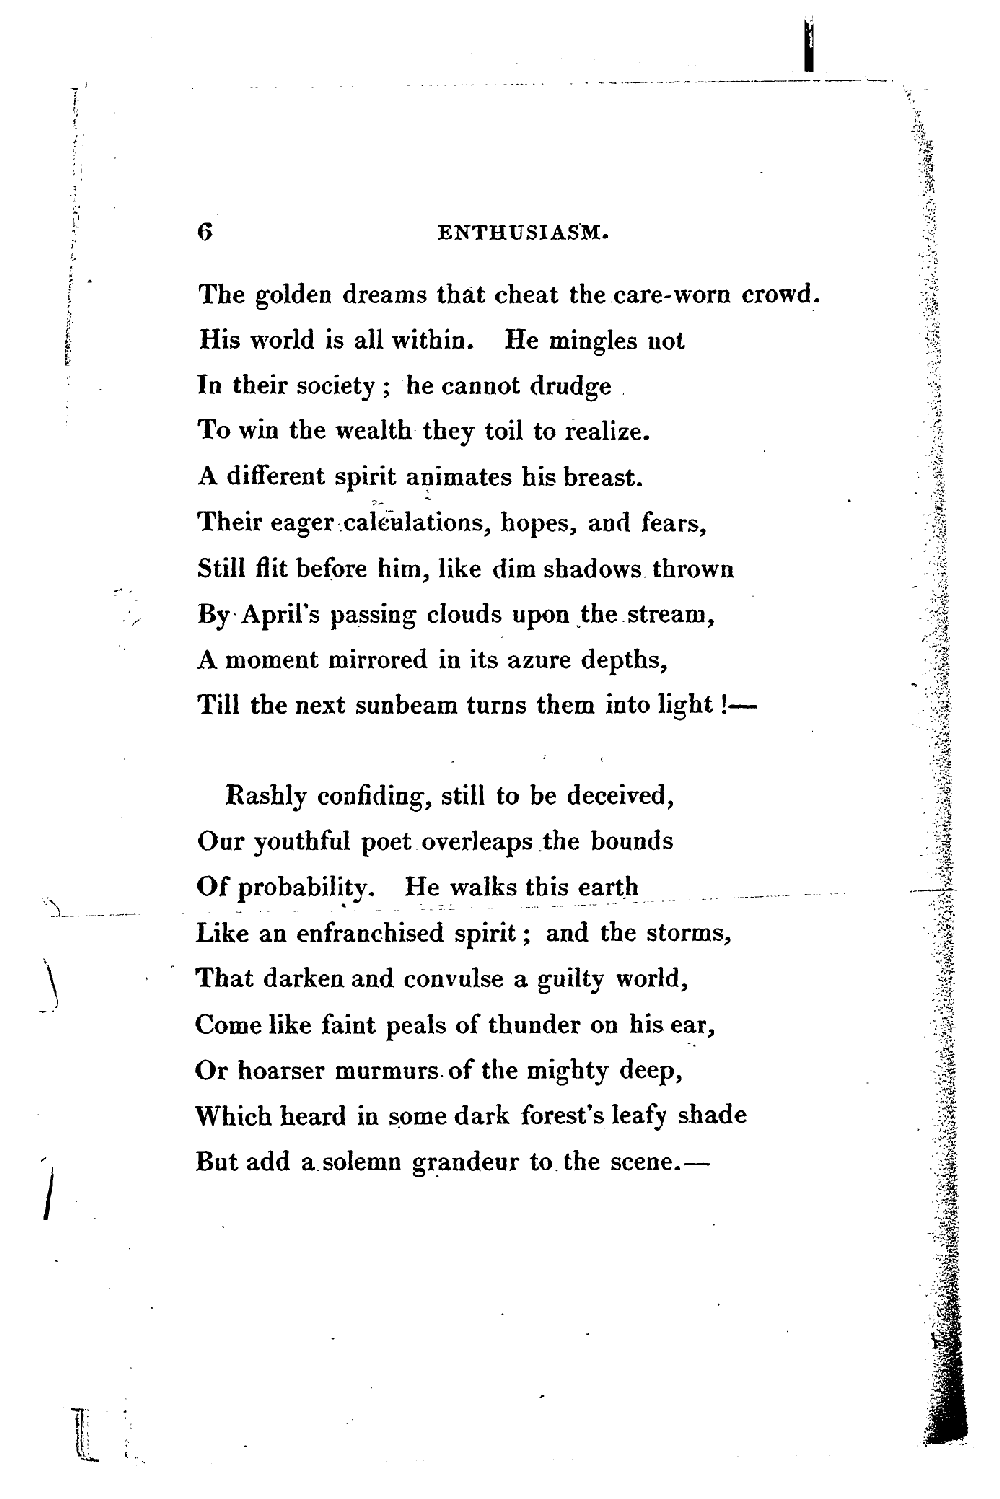 6 ENTHUSIASM.
The golden dreams that cheat the care-worn crowd.
His world is all within. He mingles not
In their society ; he cannot drudge
To win the wealth they toil to realize.
A different spirit animates his breast.
Their eager calculations, hopes, and fears,
Still flit before him, like dim shadows thrown
By April's passing clouds upon the stream,
A moment mirrored in its azure depths,
Till the next sunbeam turns them into light !—
Rashly confiding, still to be deceived,
Our youthful poet overleaps the bounds
Of probability. He walks this earth
Like an enfranchised spirit ; and the storms,
That darken and convulse a guilty world,
Come like faint peals of thunder on his ear,
Or hoarser murmurs of the mighty deep,
Which heard in some dark forest's leafy shade
But add a solemn grandeur to the scene.—